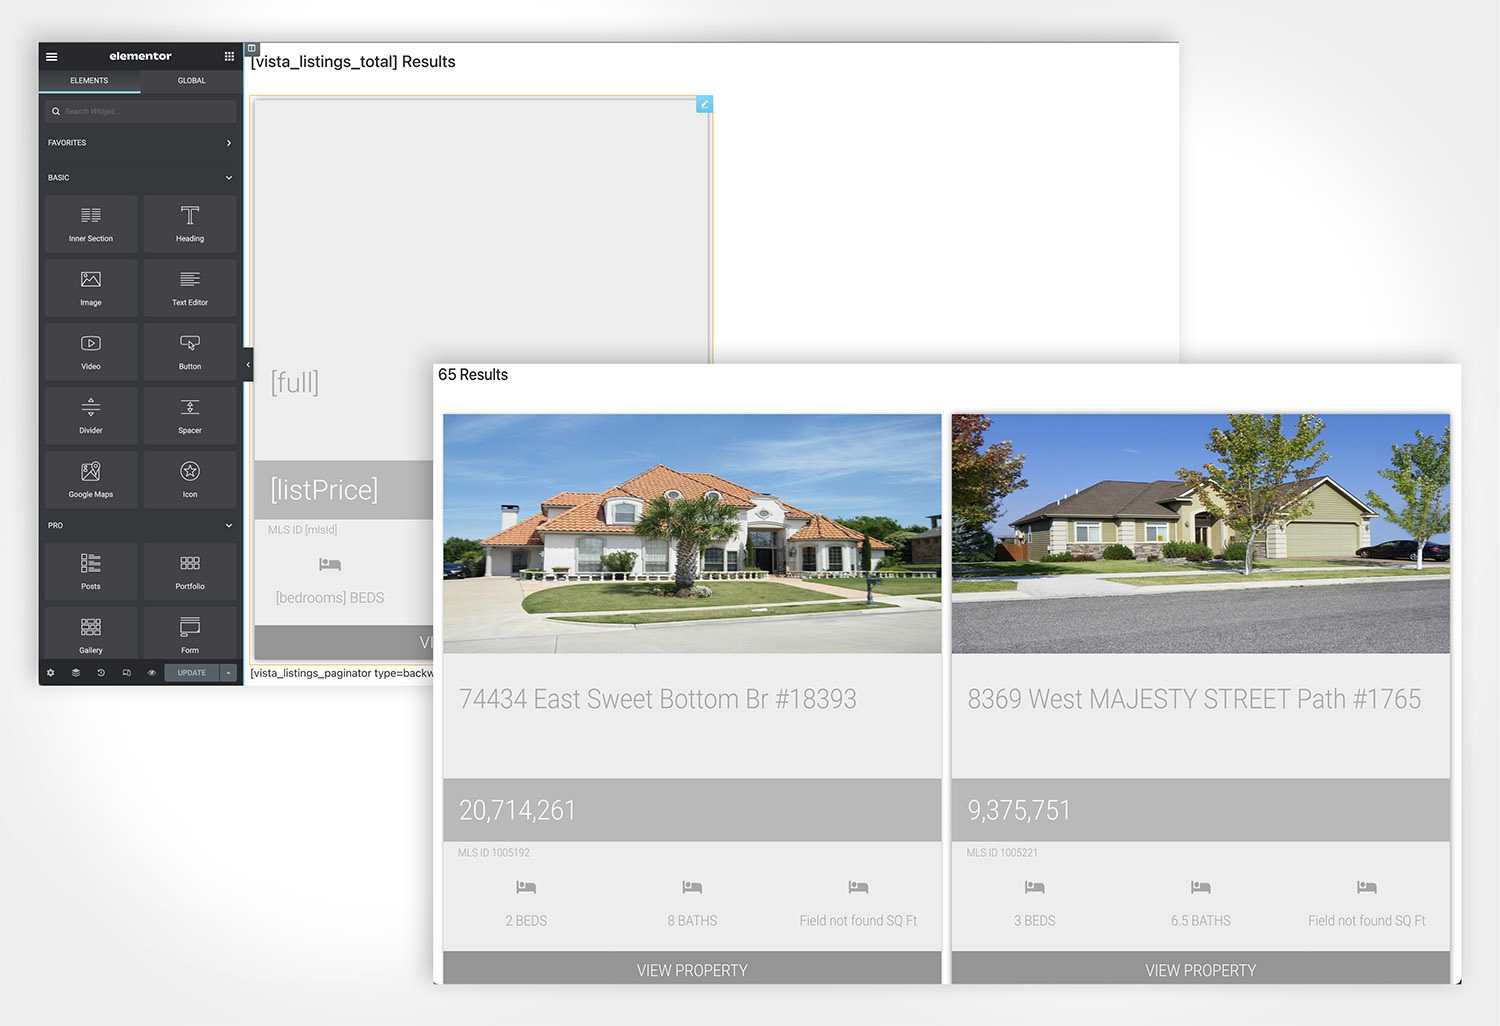 elementor
ELEMENTS GLOBAL
Search Widget...
FAVORITES
BASIC
Inner Section Heading
Image Text Editor
Video Button
Divider Spacer
Google Maps Icon
PRO
Posts Portfolio
Gallery Form
UPDATE
[vista_listings_total] Results
[full]
[listPrice]
MLS ID [mlsId]
[bedrooms] BEDS
VI
[vista_listings_paginator type=backw
65 Results
74434 East Sweet Bottom Br #18393
20,714,261
MLS ID 1005192
2 BEDS 8 BATHS Field not found SQ Ft
VIEW PROPERTY
8369 West MAJESTY STREET Path #1765
9,375,751
MLS ID 1005221
3 BEDS 6.5 BATHS Field not found SQ Ft
VIEW PROPERTY